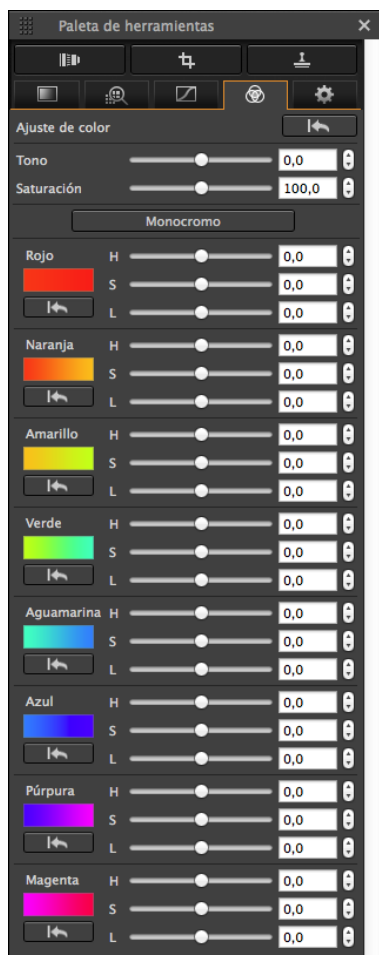 Paleta de herramientas
Ajuste de color
Tono 0,0
Saturación 100,0
Monocromo
Rojo H 0,0
S 0,0
L 0,0
Naranja H 0,0
S 0,0
L 0,0
Amarillo H 0,0
S 0,0
L 0,0
Verde H 0,0
S 0,0
L 0,0
Aguamarina H 0,0
S 0,0
L 0,0
Azul H 0,0
S 0,0
L 0,0
Púrpura H 0,0
S 0,0
L 0,0
Magenta H 0,0
S 0,0
L 0,0